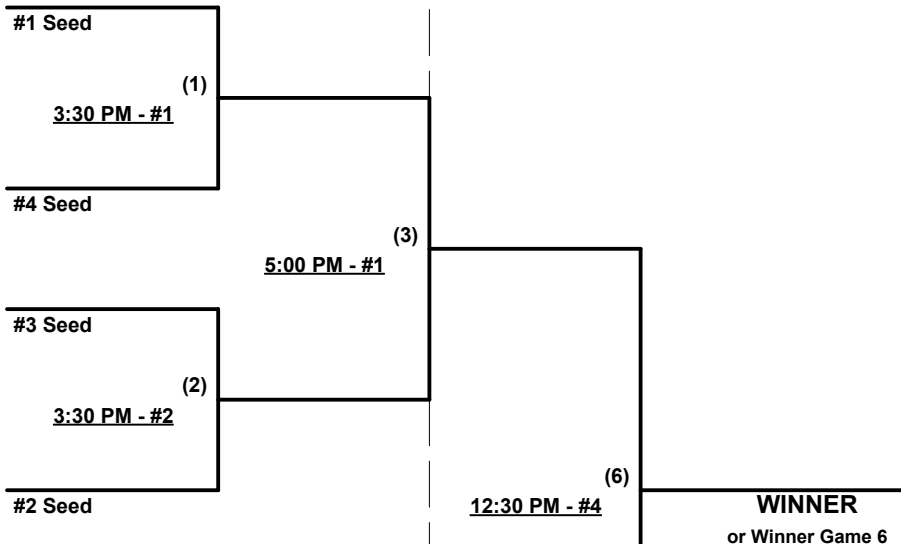 #1 Seed
(1)
3:30 PM - #1
#4 Seed
(3)
5:00 PM - #1
#3 Seed
(2)
3:30 PM - #2
#2 Seed
(6)
12:30 PM - #4
WINNER
or Winner Game 6